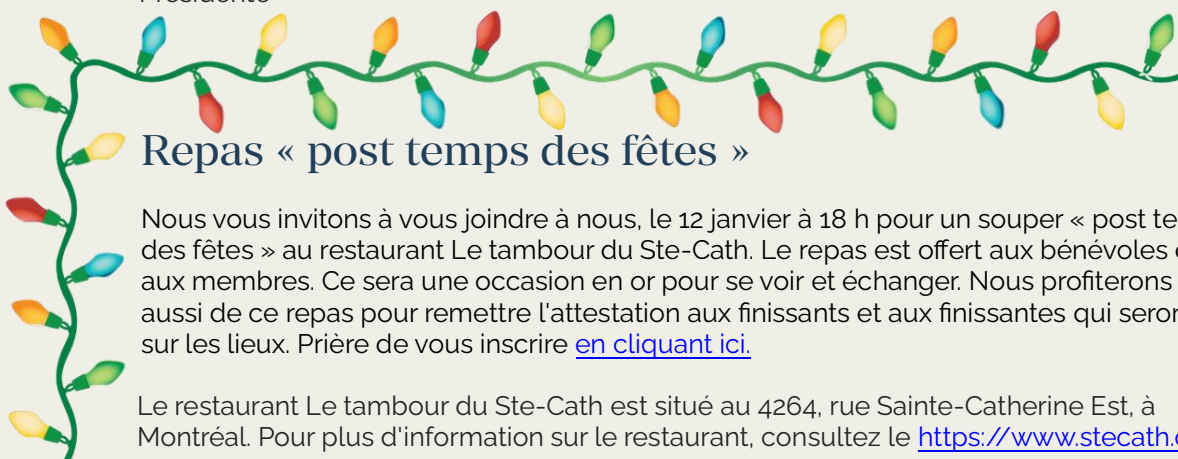 Présidente
Repas « post temps des fêtes »
Nous vous invitons à vous joindre à nous, le 12 janvier à 18 h pour un souper « post te
des fêtes » au restaurant Le tambour du Ste-Cath. Le repas est offert aux bénévoles e
aux membres. Ce sera une occasion en or pour se voir et échanger. Nous profiterons
aussi de ce repas pour remettre l'attestation aux finissants et aux finissantes qui seron
sur les lieux. Prière de vous inscrire en cliquant ici.
Le restaurant Le tambour du Ste-Cath est situé au 4264, rue Sainte-Catherine Est, à
Montréal. Pour plus d'information sur le restaurant, consultez le https://www.stecath.c